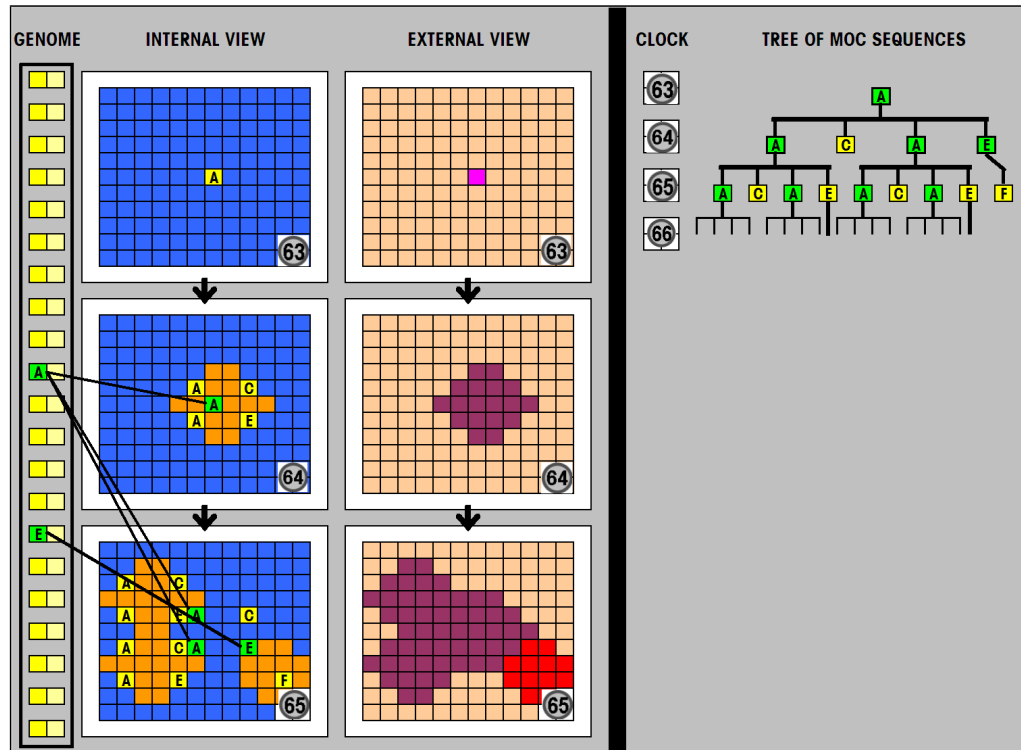 GENOME INTERNAL VIEW EXTERNAL VIEW CLOCK TREE OF MOC SEQUENCES
63 A
64 A C A E
65 A C A E A C A E F
66
A
63
63
A
E
A C
A
A E
64
64
A C
A E A C
A C A E
A E F
65
65